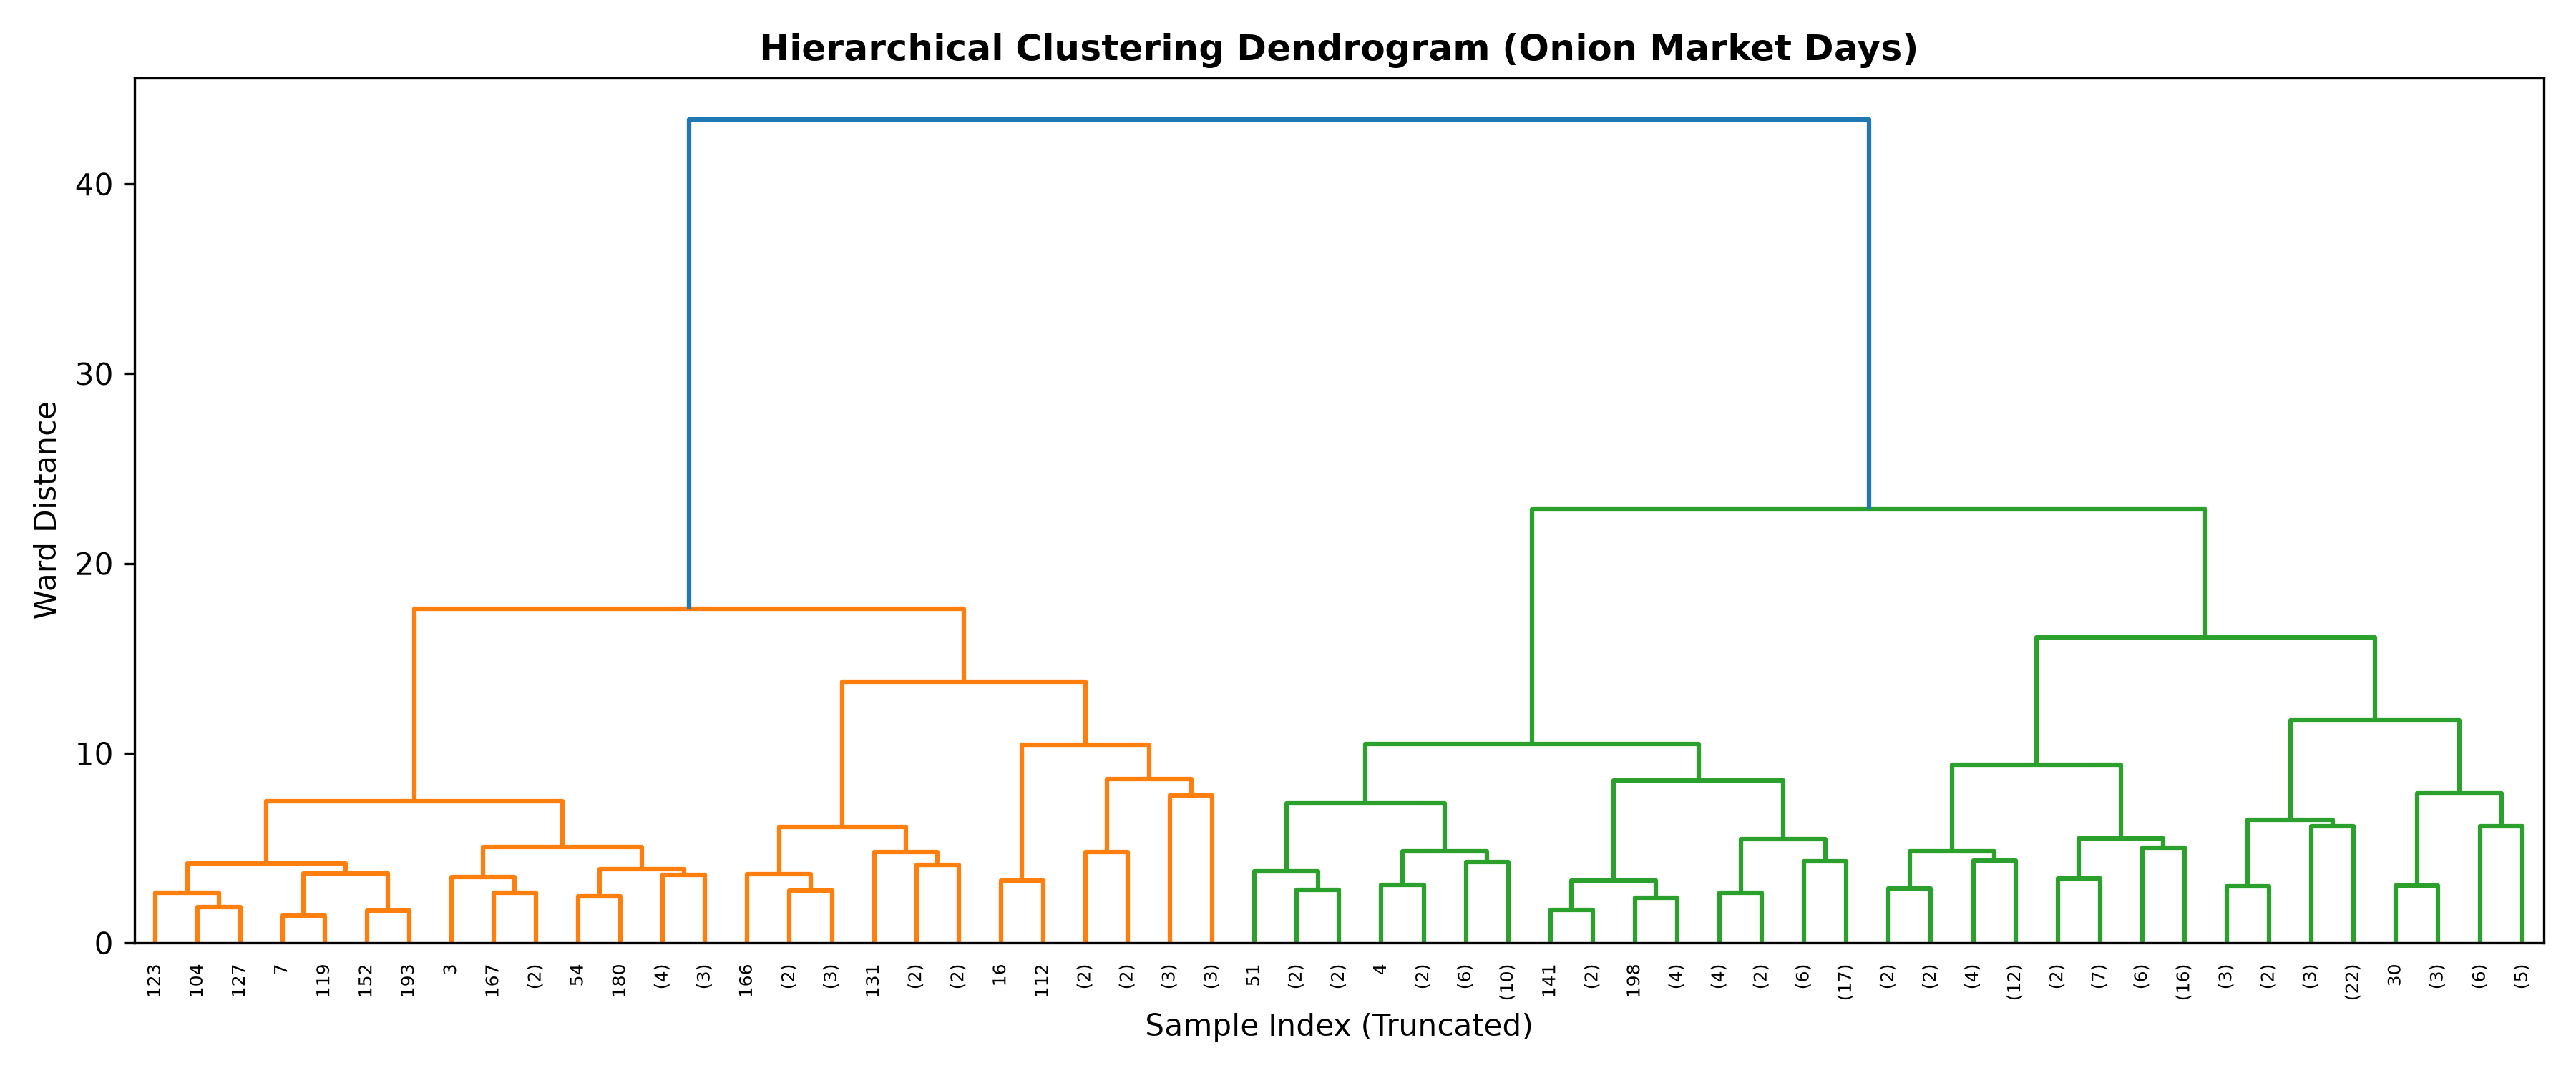 Hierarchical Clustering Dendrogram (Onion Market Days)
Ward Distance
40
30
20
10
0
123 104 127 7 119 152 193 3 167 (2) 54 180 (4) (3) 166 (2) (3) 131 (2) (2) 16 112 (2) (2) (3) (3) 51 (2) (2) 4 (2) (6) (10) 141 (2) 198 (4) (4) (2) (6) (17) (2) (2) (4) (12) (2) (7) (6) (16) (3) (2) (3) (22) 30 (3) (6) (5)
Sample Index (Truncated)